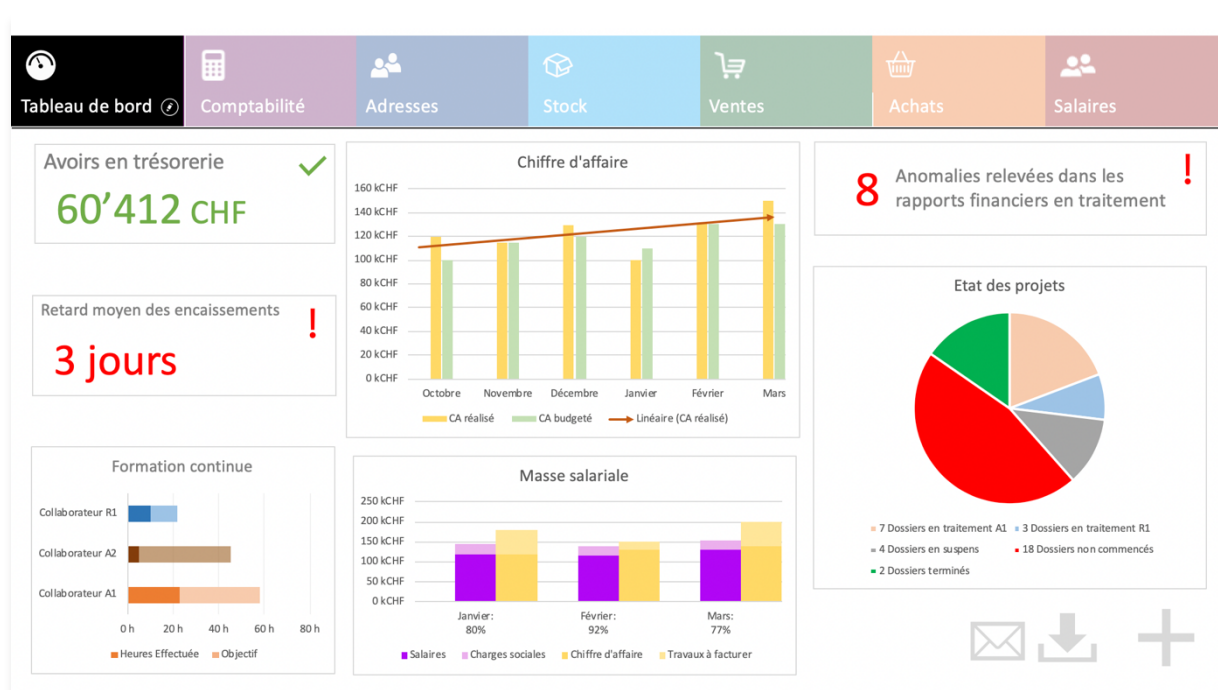 Tableau de bord
Comptabilité
Adresses
Stock
Ventes
Achats
Salaires
Avoirs en trésorerie
60’412 CHF
Retard moyen des encaissements
!
3 jours
Formation continue
Collaborateur R1
Collaborateur A2
Collaborateur A1
0 h 20 h 40 h 60 h 80 h
Heures Effectuée Objectif
Chiffre d'affaire
160 kCHF
140 kCHF
120 kCHF
100 kCHF
80 kCHF
60 kCHF
40 kCHF
20 kCHF
0 kCHF
Octobre Novembre Décembre Janvier Février Mars
CA réalisé CA budgeté Linéaire (CA réalisé)
Masse salariale
250 kCHF
200 kCHF
150 kCHF
100 kCHF
50 kCHF
0 kCHF
Janvier: Février: Mars:
80% 92% 77%
Salaires Charges sociales Chiffre d'affaire Travaux à facturer
8
Anomalies relevées dans les
rapports financiers en traitement
!
Etat des projets
7 Dossiers en traitement A1 3 Dossiers en traitement R1
4 Dossiers en suspens 18 Dossiers non commencés
2 Dossiers terminés